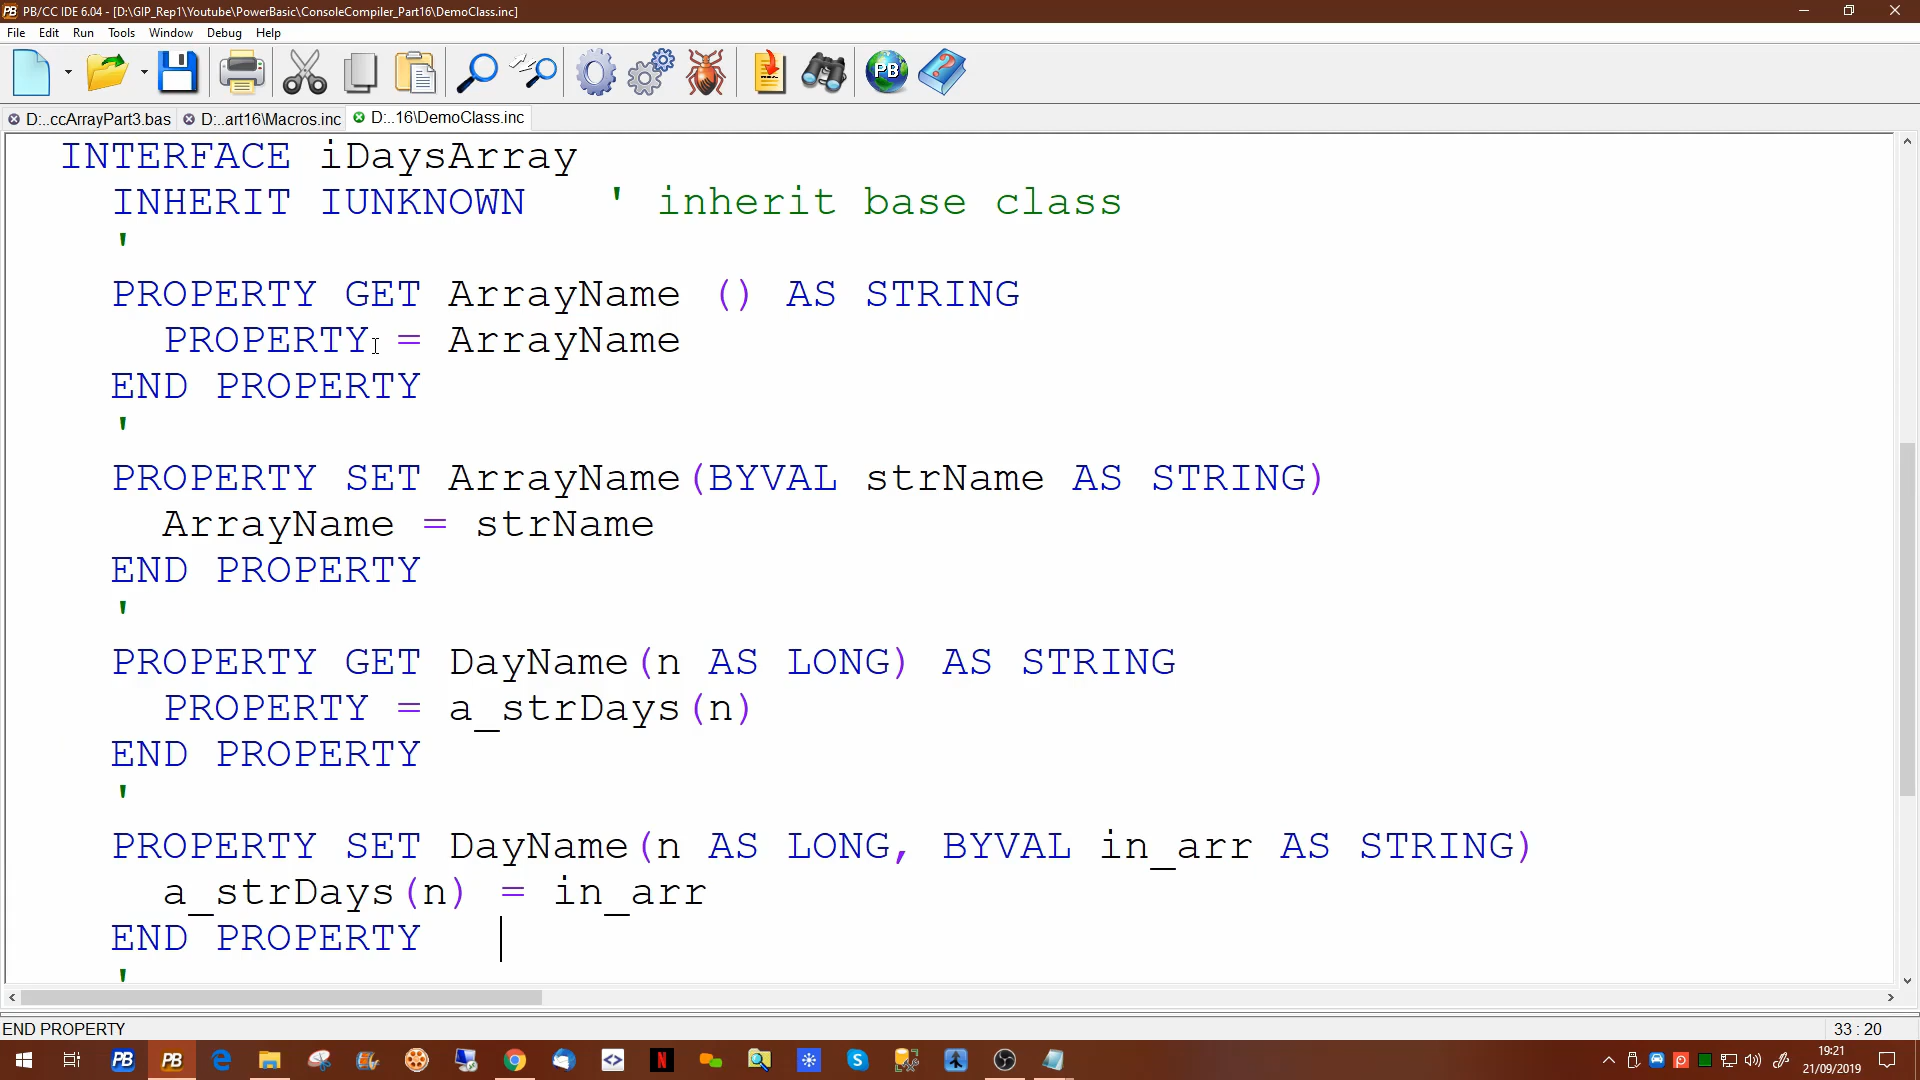 PB/CC IDE 6.04 - [D:\GIP_Rep1\Youtube\PowerBasic\ConsoleCompiler_Part16\DemoClass.inc]
File Edit Run Tools Window Debug Help
PB
D:..ccArrayPart3.bas D:..art16\Macros.inc D:..16\DemoClass.inc
INTERFACE iDaysArray
INHERIT IUNKNOWN ' inherit base class
'
PROPERTY GET ArrayName () AS STRING
PROPERTY = ArrayName
END PROPERTY
'
PROPERTY SET ArrayName(BYVAL strName AS STRING)
ArrayName = strName
END PROPERTY
'
PROPERTY GET DayName(n AS LONG) AS STRING
PROPERTY = a_strDays(n)
END PROPERTY
'
PROPERTY SET DayName(n AS LONG, BYVAL in_arr AS STRING)
a_strDays(n) = in_arr
END PROPERTY
'
END PROPERTY 33 : 20
PB PB
19:21
21/09/2019